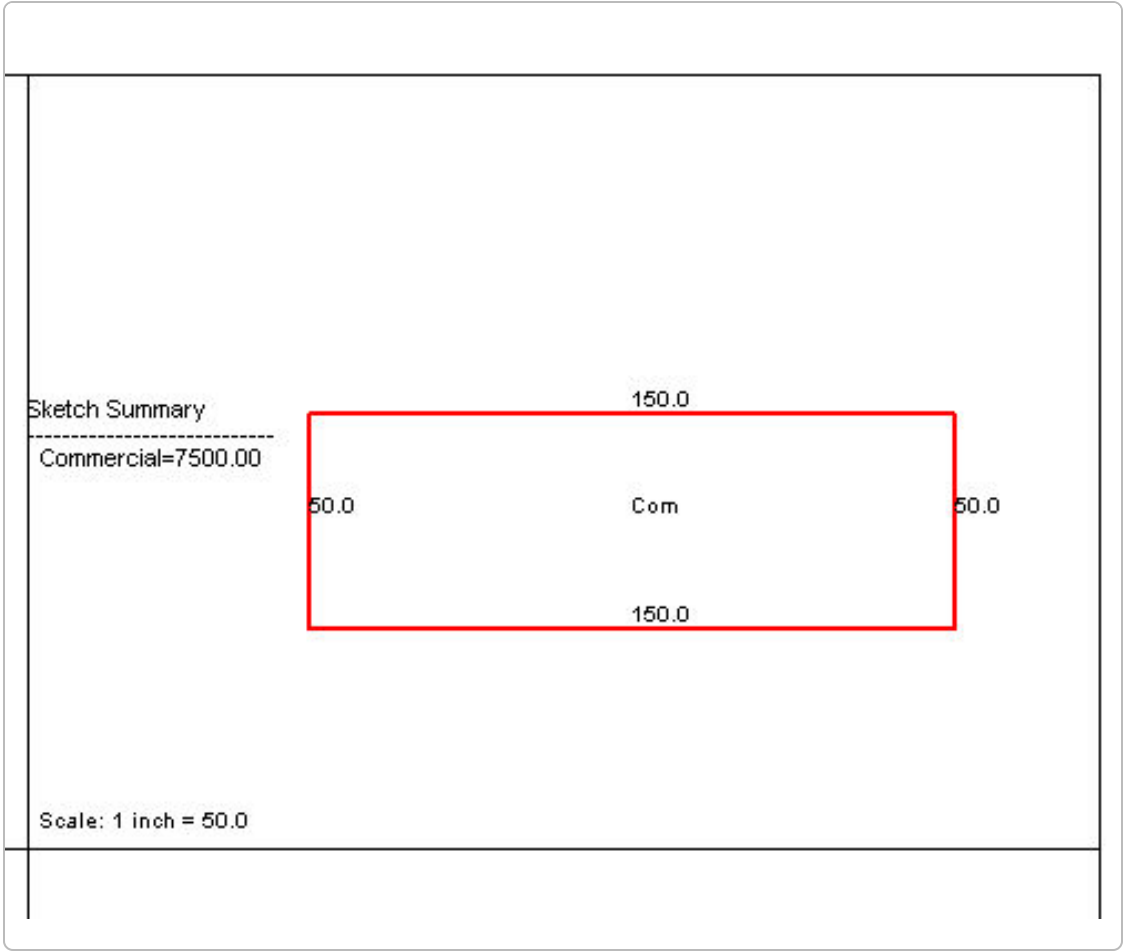 150.0
Sketch Summary
----------------------------
Commercial=7500.00
50.0 Com 50.0
150.0
Scale: 1 inch = 50.0